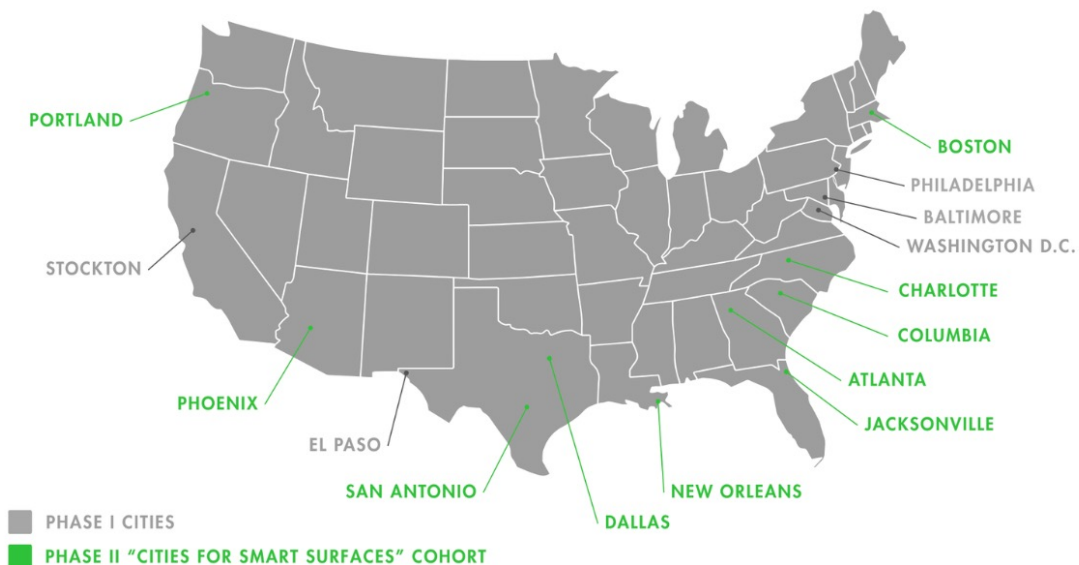 PORTLAND
BOSTON
PHILADELPHIA
BALTIMORE
WASHINGTON D.C.
STOCKTON
CHARLOTTE
COLUMBIA
ATLANTA
PHOENIX
JACKSONVILLE
EL PASO
SAN ANTONIO
NEW ORLEANS
DALLAS
PHASE I CITIES
PHASE II “CITIES FOR SMART SURFACES” COHORT